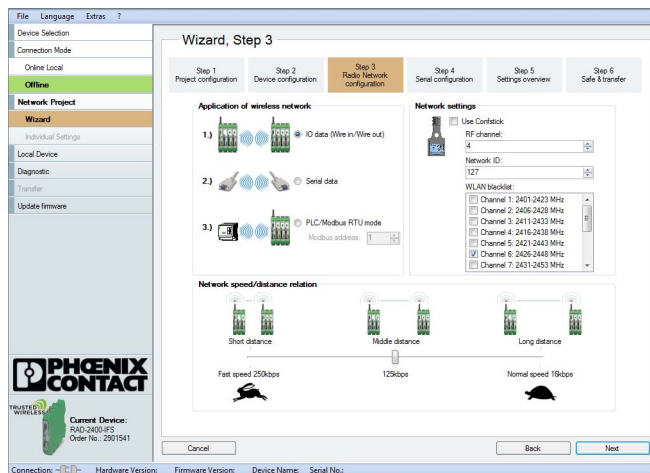 File Language Extras ?
Device Selection
Connection Mode
Online Local
Offline
Network Project
Wizard
Individual Settings
Local Device
Diagnostic
Transfer
Update firmware
PHŒNIX
CONTACT
TRUSTED
WIRELESS
Current Device:
RAD-2400-IFS
Order No.: 2901541
Wizard, Step 3
Step 1
Project configuration
Step 2
Device configuration
Step 3
Radio Network
configuration
Step 4
Serial configuration
Step 5
Settings overview
Step 6
Safe & transfer
Application of wireless network
1.) IO data (Wire in/Wire out)
2.) Serial data
3.) PLC/Modbus RTU mode
Modbus address: 1
Network settings
Use Confstick
RF channel:
4
Network ID:
127
WLAN blacklist:
Channel 1: 2401-2423 MHz
Channel 2: 2406-2428 MHz
Channel 3: 2411-2433 MHz
Channel 4: 2416-2438 MHz
Channel 5: 2421-2443 MHz
Channel 6: 2426-2448 MHz
Channel 7: 2431-2453 MHz
Network speed/distance relation
Short distance Middle distance Long distance
Fast speed 250kbps 125kbps Normal speed 16kbps
Cancel Back Next
Connection: Hardware Version: Firmware Version: Device Name: Serial No.: